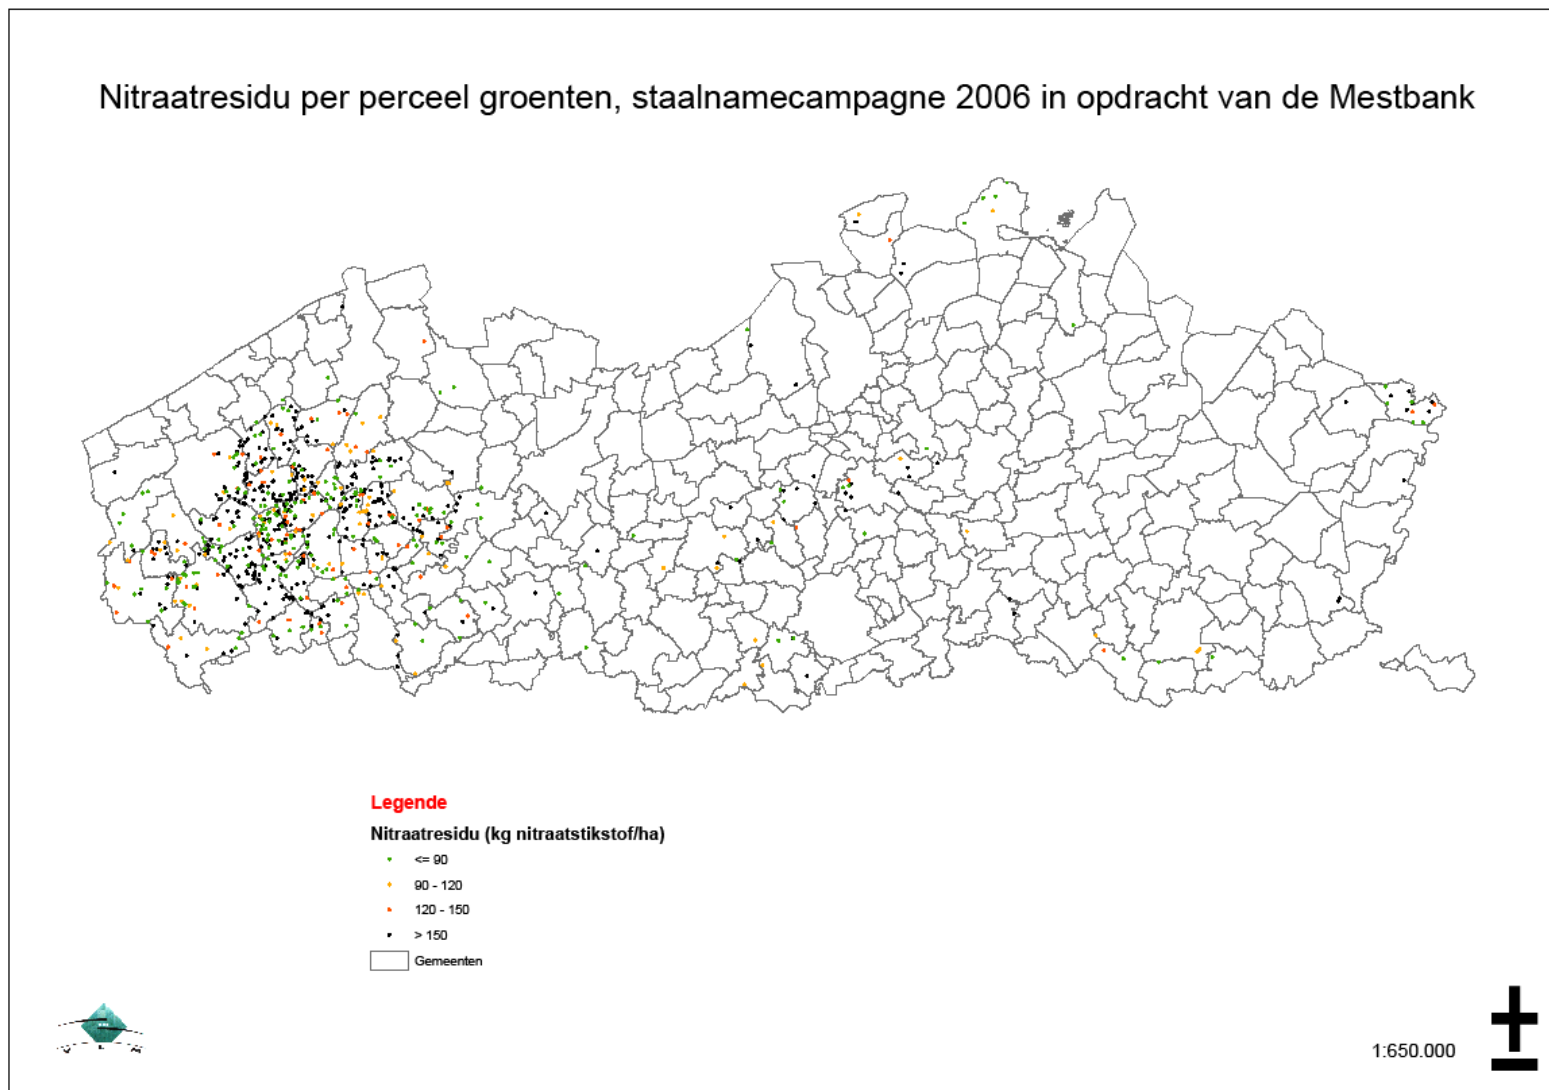 Nitraatresidu per perceel groenten, staalnamecampagne 2006 in opdracht van de Mestbank
Legende
Nitraatresidu (kg nitraatstikstof/ha)
<= 90
90 - 120
120 - 150
> 150
Gemeenten
V L M
1:650.000